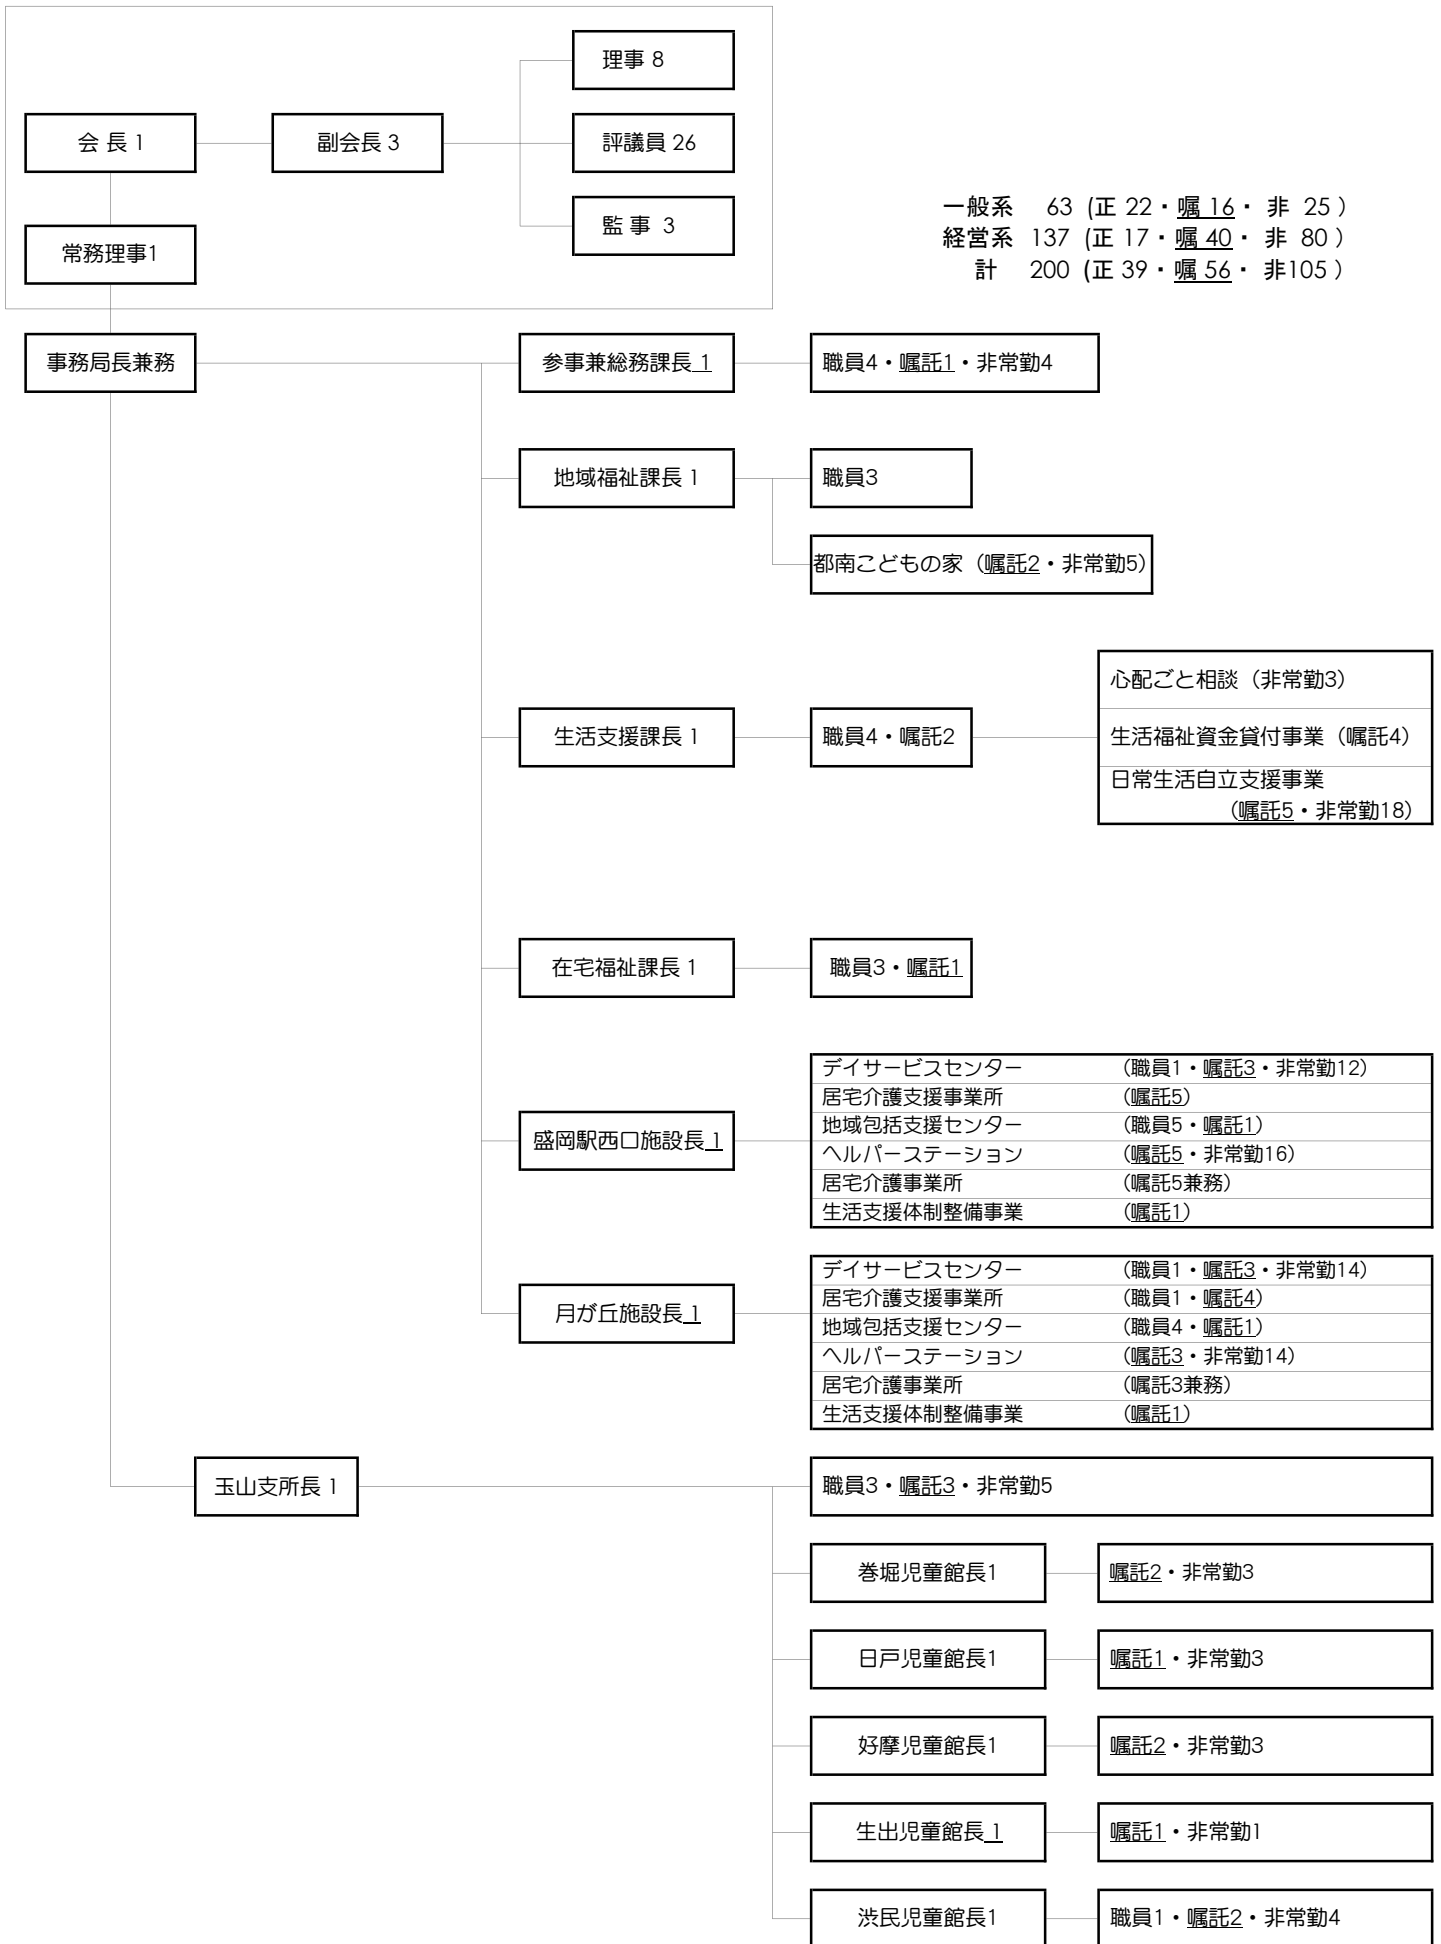 理事 8
会 長 1
副会長 3
評議員 26
監 事 3
常務理事1
一般系 63 (正 22・嘱 16・ 非 25 )
経営系 137 (正 17・嘱 40・ 非 80 )
計 200 (正 39・嘱 56・ 非105 )
事務局長兼務
参事兼総務課長 1
職員4・嘱託1・非常勤4
地域福祉課長 1
職員3
都南こどもの家（嘱託2・非常勤5）
心配ごと相談（非常勤3）
生活支援課長 1
職員4・嘱託2
生活福祉資金貸付事業（嘱託4）
日常生活自立支援事業
（嘱託5・非常勤18）
在宅福祉課長 1
職員3・嘱託1
盛岡駅西口施設長 1
デイサービスセンター （職員1・嘱託3・非常勤12）
居宅介護支援事業所 （嘱託5）
地域包括支援センター （職員5・嘱託1）
ヘルパーステーション （嘱託5・非常勤16）
居宅介護事業所 （嘱託5兼務）
生活支援体制整備事業 （嘱託1）
月が丘施設長 1
デイサービスセンター （職員1・嘱託3・非常勤14）
居宅介護支援事業所 （職員1・嘱託4）
地域包括支援センター （職員4・嘱託1）
ヘルパーステーション （嘱託3・非常勤14）
居宅介護事業所 （嘱託3兼務）
生活支援体制整備事業 （嘱託1）
玉山支所長 1
職員3・嘱託3・非常勤5
巻堀児童館長1
嘱託2・非常勤3
日戸児童館長1
嘱託1・非常勤3
好摩児童館長1
嘱託2・非常勤3
生出児童館長 1
嘱託1・非常勤1
渋民児童館長1
職員1・嘱託2・非常勤4